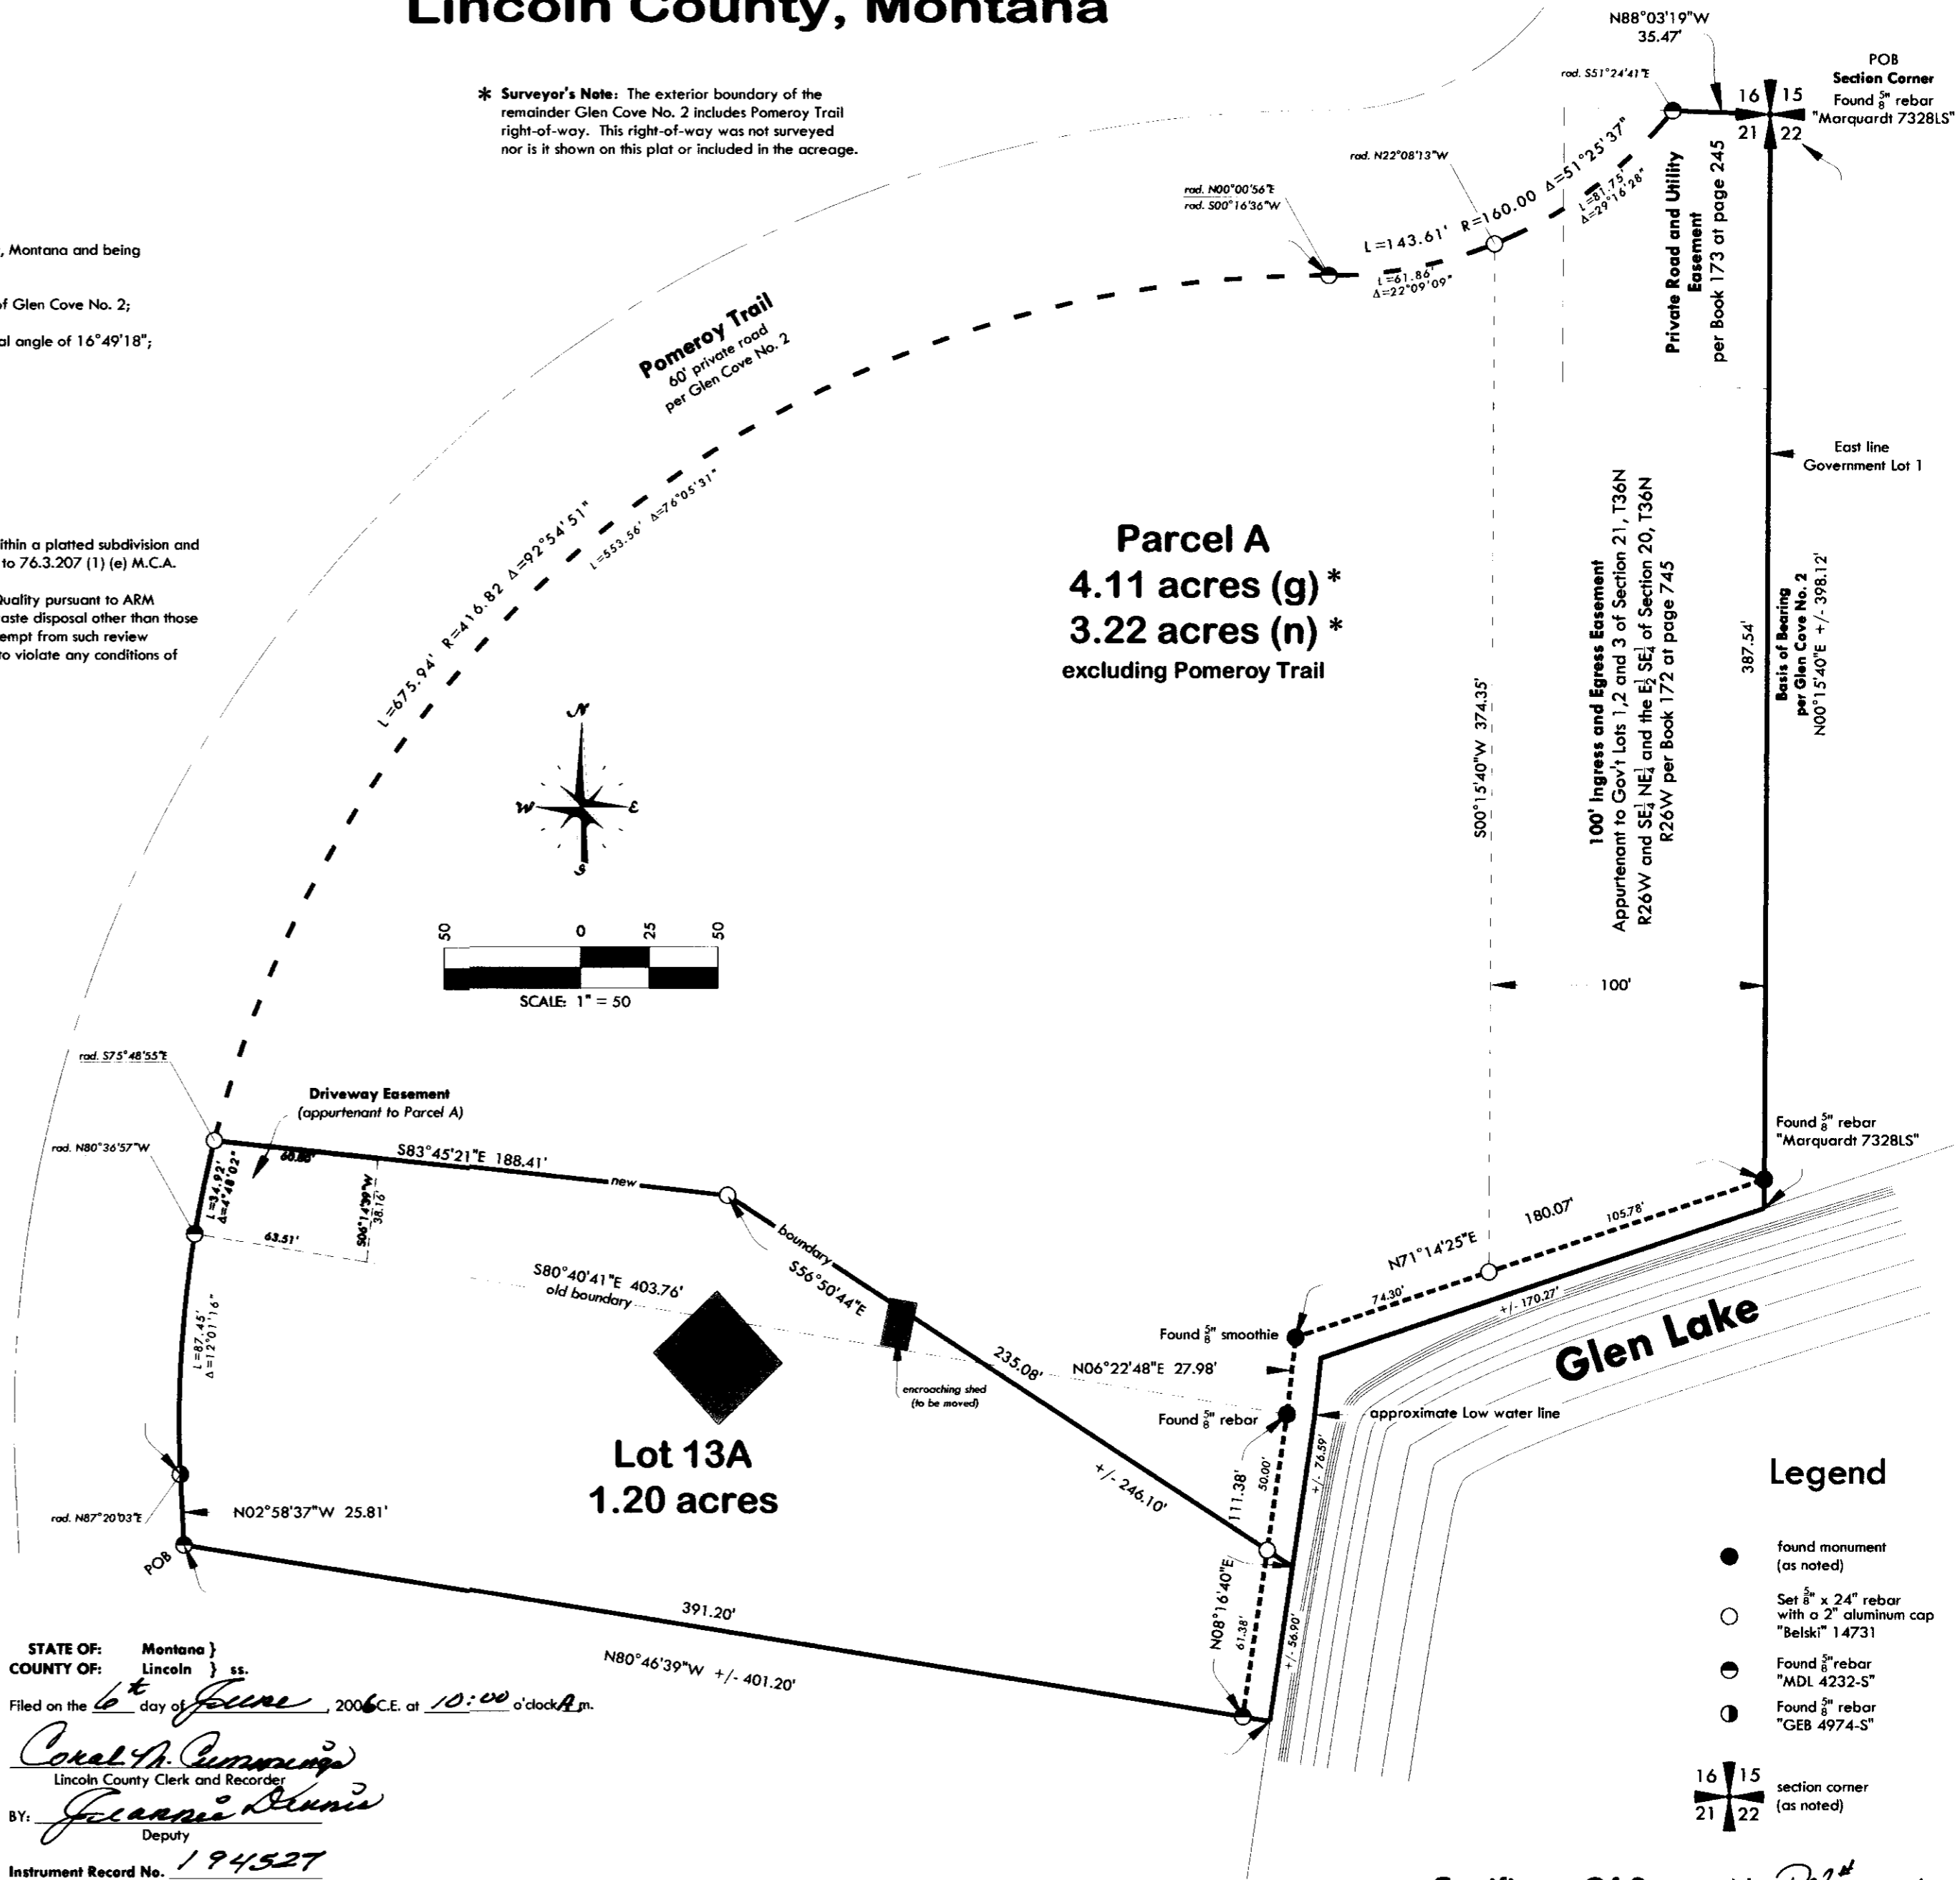 Lincoln County, Montana
* Surveyor's Note: The exterior boundary of the
remainder Glen Cove No. 2 includes Pomeroy Trail
right-of-way. This right-of-way was not surveyed
nor is it shown on this plat or included in the acreage.
N88°03'19"W
35.47'
rad. S51°24'41"E
POB
Section Corner
Found 5/8" rebar
"Marquardt 7328LS"
16 15
21 22
, Montana and being
of Glen Cove No. 2;
al angle of 16°49'18";
ithin a platted subdivision and
to 76.3.207 (1) (e) M.C.A.
Quality pursuant to ARM
aste disposal other than those
empt from such review
to violate any conditions of
rad. N22°08'13"W
rad. N00°00'56"E
rad. S00°16'36"W
L=143.61' R=160.00 Δ=51°25'37"
L=81.75'
Δ=29°16'28"
L=61.86'
Δ=22°09'09"
Private Road and Utility
Easement
per Book 173 at page 245
Pomeroy Trail
60' private road
per Glen Cove No. 2
L=675.94' R=416.82 Δ=92°54'51"
L=553.56' Δ=76°05'31"
East line
Government Lot 1
Parcel A
4.11 acres (g) *
3.22 acres (n) *
excluding Pomeroy Trail
S00°15'40"W 374.35'
100' Ingress and Egress Easement
Appurtenant to Gov't Lots 1,2 and 3 of Section 21, T36N
R26W and SE1/4 NE1/4 and the E1/2 SE1/4 of Section 20, T36N
R26W per Book 172 at page 745
387.54'
Basis of Bearing
per Glen Cove No. 2
N00°15'40"E +/- 398.12'
N
W E
S
50 0 25 50
SCALE: 1" = 50
100'
rad. S75°48'55"E
Driveway Easement
(appurtenant to Parcel A)
rad. N80°36'57"W
S83°45'21"E 188.41'
new
L=34.92'
Δ=4°48'02"
S06°14'39"W
38.16'
63.51'
boundary
S56°50'44"E
235.08'
+/- 246.10'
S80°40'41"E 403.76'
old boundary
encroaching shed
(to be moved)
L=87.45'
Δ=12°01'16"
Lot 13A
1.20 acres
rad. N87°20'03"E
N02°58'37"W 25.81'
POB
391.20'
N80°46'39"W +/- 401.20'
Found 5/8" rebar
"Marquardt 7328LS"
N71°14'25"E 180.07'
105.78'
74.30'
+/- 170.27'
Found 5/8" smoothie
N06°22'48"E 27.98'
Found 5/8" rebar
approximate Low water line
Glen Lake
111.38'
50.00'
+/- 76.59'
N08°16'40"E
61.38'
+/- 56.90'
Legend
found monument
(as noted)
Set 5/8" x 24" rebar
with a 2" aluminum cap
"Belski" 14731
Found 5/8" rebar
"MDL 4232-S"
Found 5/8" rebar
"GEB 4974-S"
16 15
21 22
section corner
(as noted)
STATE OF: Montana }
COUNTY OF: Lincoln } ss.
Filed on the 6th day of June, 2006 C.E. at 10:00 o'clock A.m.
Coral M. Cummings
Lincoln County Clerk and Recorder
BY: Jeannie Dennis
Deputy
Instrument Record No. 194527